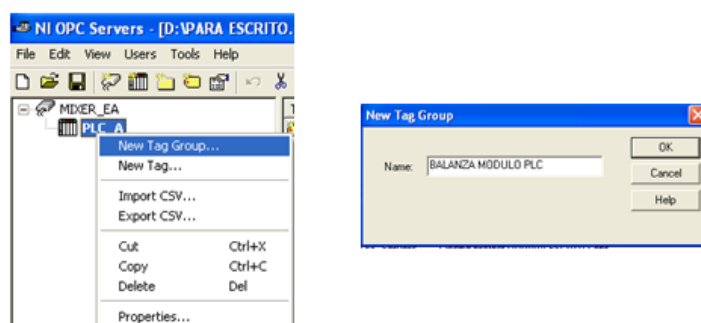 NI OPC Servers - [D:\PARA ESCRITO.
File Edit View Users Tools Help
MIXER_EA
PLC_A
New Tag Group...
New Tag...
Import CSV...
Export CSV...
Cut Ctrl+X
Copy Ctrl+C
Delete Del
Properties...
New Tag Group
Name: BALANZA MODULO PLC
OK
Cancel
Help